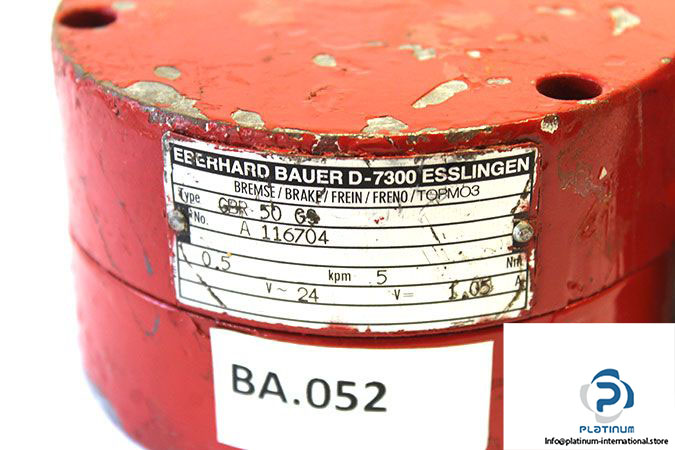 EBERHARD BAUER D-7300 ESSLINGEN
BREMSE/BRAKE/FREIN/FRENO/TOPMO3
Type GBR 50 GS
No. A 116704
0.5 kpm 5 Nm
V~ 24 V= 1.05 A
BA.052
PLATINUM
Info@platinum-international.store